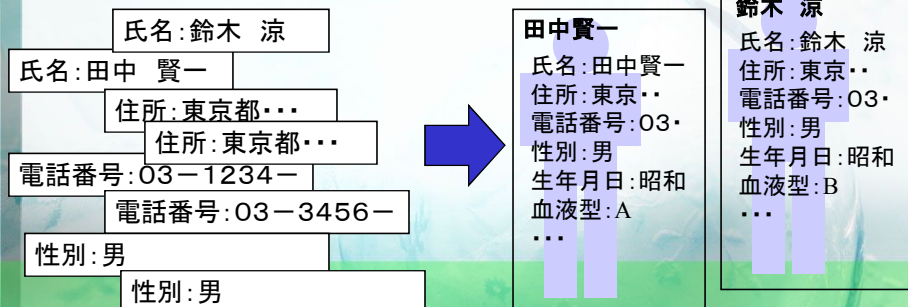 氏名:鈴木 涼
氏名:田中 賢一
住所:東京都・・・
住所:東京都・・・
電話番号:03-1234-
電話番号:03-3456-
性別:男
性別:男
田中賢一
氏名:田中賢一
住所:東京・・
電話番号:03・
性別:男
生年月日:昭和
血液型:A
・・・
鈴木 涼
氏名:鈴木 涼
住所:東京・・
電話番号:03・
性別:男
生年月日:昭和
血液型:B
・・・